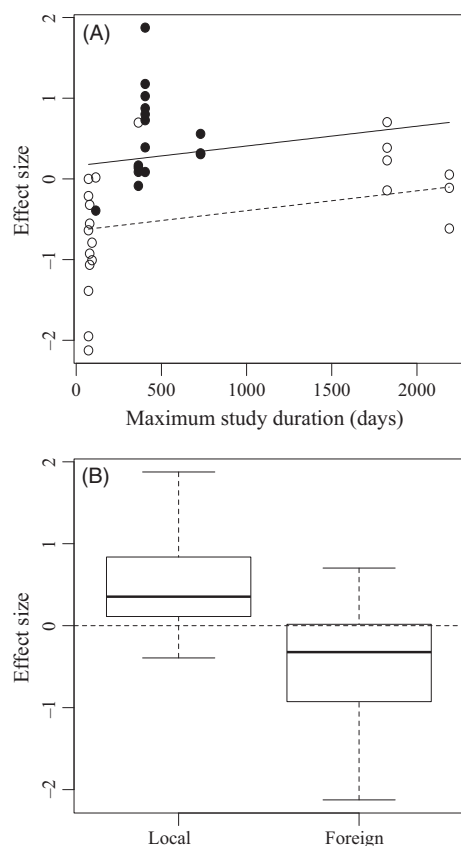 (A)
2
1
0
−1
−2
Effect size
0 500 1000 1500 2000
Maximum study duration (days)
(B)
2
1
0
−1
−2
Effect size
Local Foreign